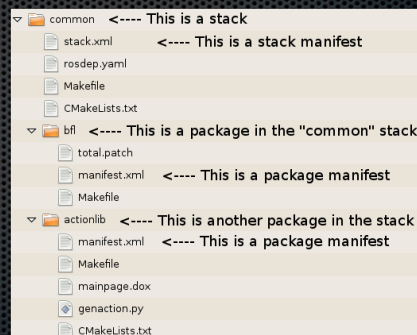 common <---- This is a stack
stack.xml <---- This is a stack manifest
rosdep.yaml
Makefile
CMakeLists.txt
bfl <---- This is a package in the "common" stack
total.patch
manifest.xml <---- This is a package manifest
Makefile
actionlib <---- This is another package in the stack
manifest.xml <---- This is a package manifest
Makefile
mainpage.dox
genaction.py
CMakeLists.txt